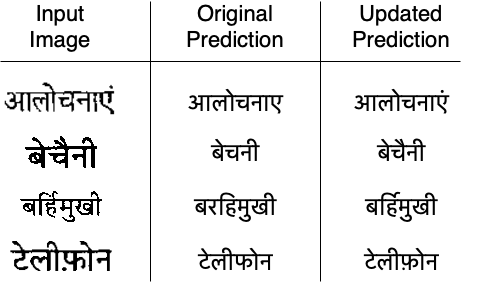 Input Image Original Prediction Updated Prediction
आलोचनाएं आलोचनाए आलोचनाएं
बेचैनी बेचनी बेचैनी
बर्हिमुखी बरहिमुखी बर्हिमुखी
टेलीफ़ोन टेलीफोन टेलीफ़ोन